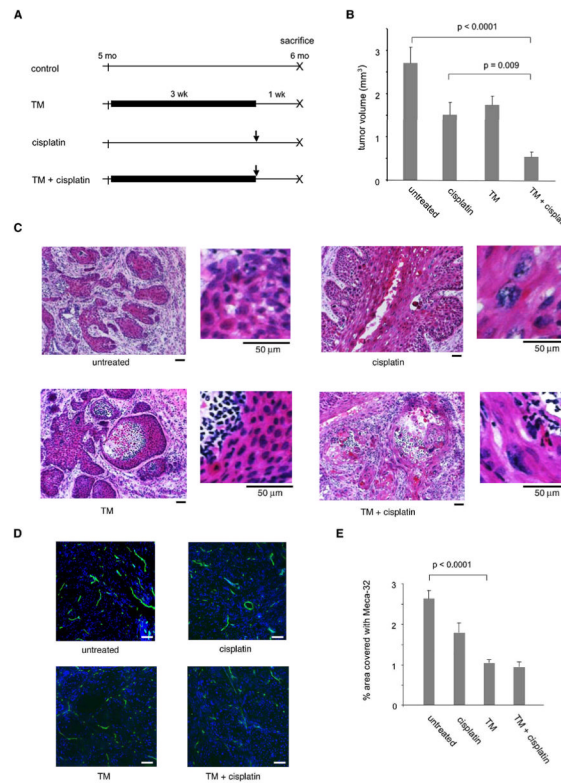 A
sacrifice
5 mo
6 mo
control
TM
3 wk
1 wk
cisplatin
TM + cisplatin
B
p < 0.0001
p = 0.009
tumor volume (mm³)
3
2
1
0
untreated
cisplatin
TM
TM + cispla
C
untreated
50 µm
cisplatin
50 µm
TM
50 µm
TM + cisplatin
50 µm
D
untreated
cisplatin
TM
TM + cisplatin
E
p < 0.0001
% area covered with Meca-32
3
2
1
0
untreated
cisplatin
TM
TM + cisplatin